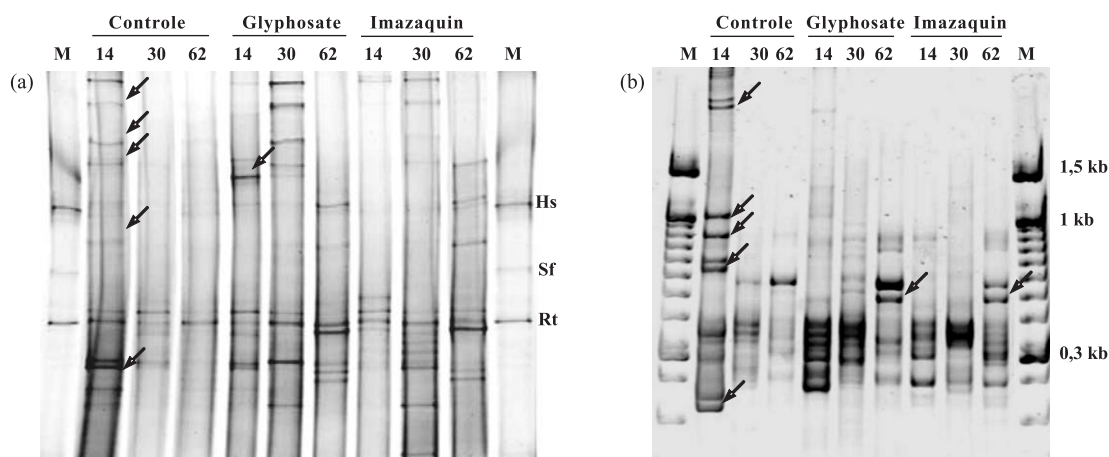 Controle Glyphosate Imazaquin
M 14 30 62 14 30 62 14 30 62 M
(a)
Hs
Sf
Rt
Controle Glyphosate Imazaquin
M 14 30 62 14 30 62 14 30 62 M
(b)
1,5 kb
1 kb
0,3 kb